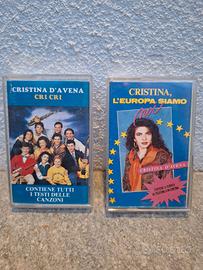 CRISTINA D'AVENA
CRI CRI
CONTIENE TUTTI
I TESTI DELLE
CANZONI
CRISTINA,
L'EUROPA SIAMO
noi
CRISTINA D'AVENA